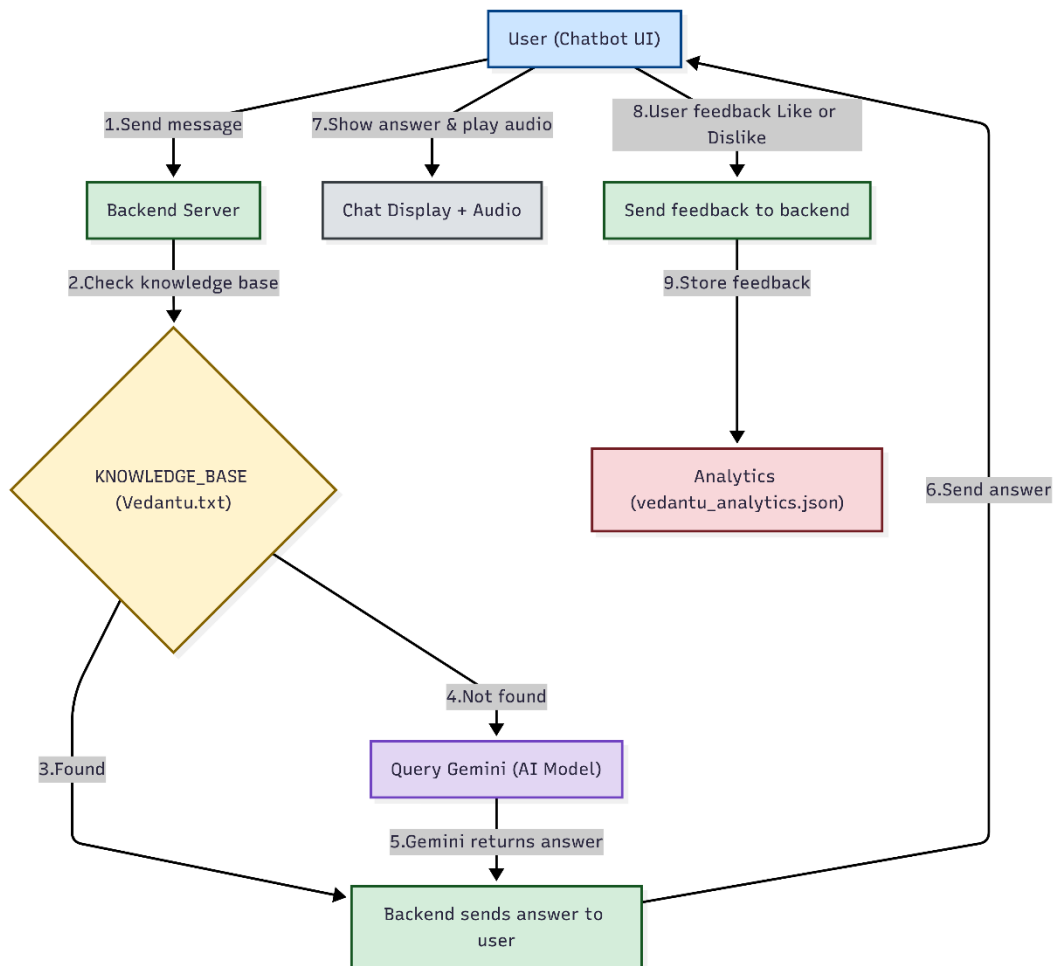 User (Chatbot UI)
1.Send message
7.Show answer & play audio
8.User feedback Like or
Dislike
Backend Server
Chat Display + Audio
Send feedback to backend
2.Check knowledge base
9.Store feedback
KNOWLEDGE_BASE
(Vedantu.txt)
Analytics
(vedantu_analytics.json)
6.Send answer
4.Not found
3.Found
Query Gemini (AI Model)
5.Gemini returns answer
Backend sends answer to
user